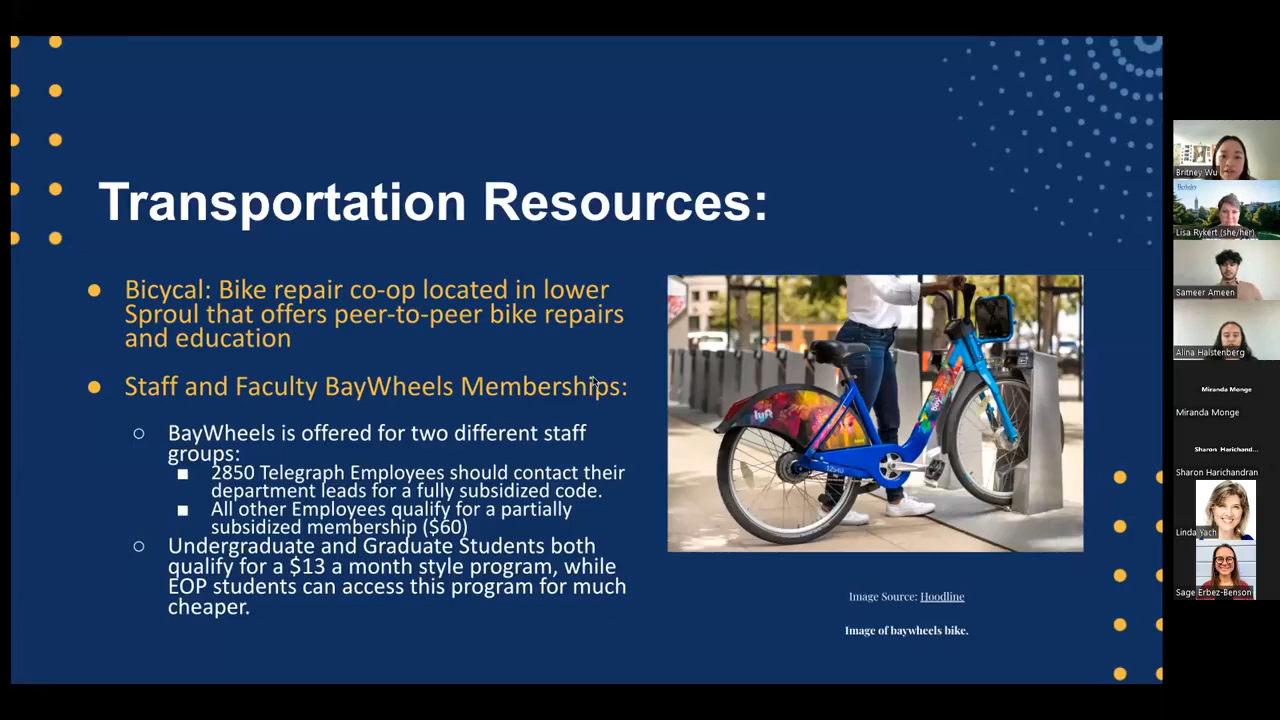 Transportation Resources:
● Bicycal: Bike repair co-op located in lower
Sproul that offers peer-to-peer bike repairs
and education
● Staff and Faculty BayWheels Memberships:
○ BayWheels is offered for two different staff
groups:
■ 2850 Telegraph Employees should contact their
department leads for a fully subsidized code.
■ All other Employees qualify for a partially
subsidized membership ($60)
○ Undergraduate and Graduate Students both
qualify for a $13 a month style program, while
EOP students can access this program for much
cheaper.
lyft
Image Source: Hoodline
Image of baywheels bike.
Britney Wu
Berkeley
Lisa Rykert (she/her)
Sameer Ameen
Alina Halstenberg
Miranda Monge
Miranda Monge
Sharon Harichand...
Sharon Harichandran
Linda Yach
Sage Erbez-Benson